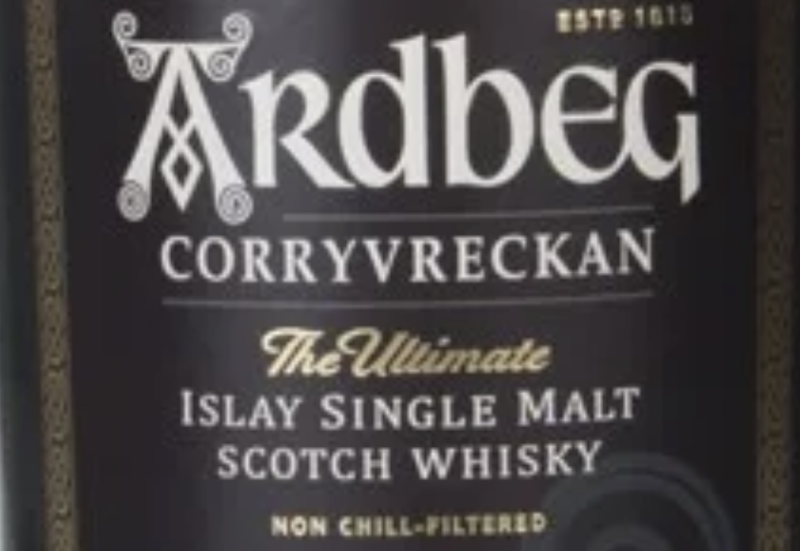 ESTD 1815
ARdbEG
CORRYVRECKAN
The Ultimate
ISLAY SINGLE MALT
SCOTCH WHISKY
NON CHILL-FILTERED